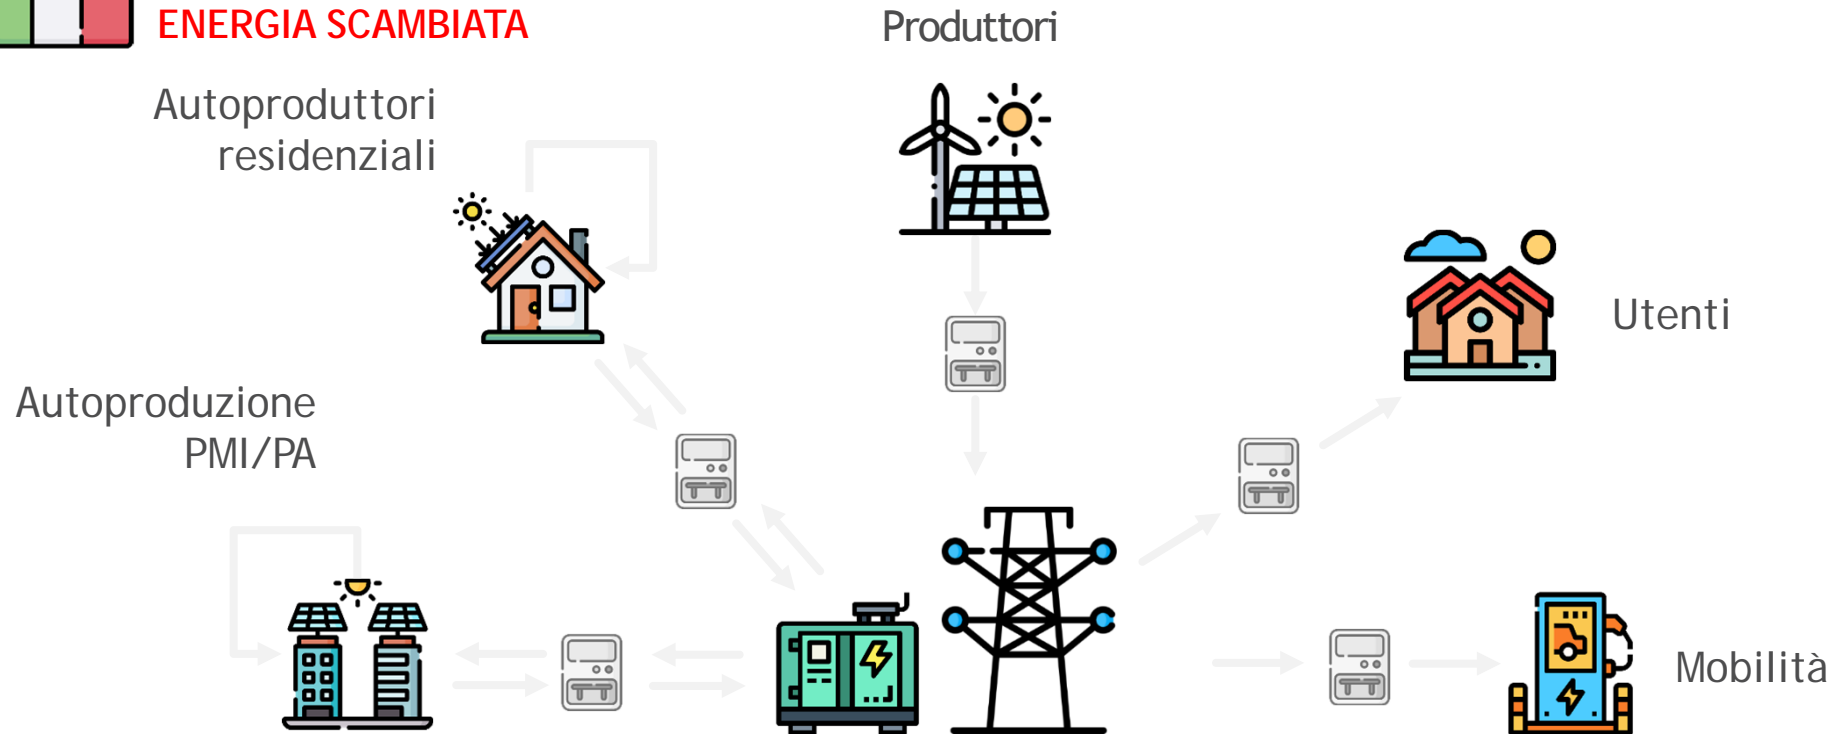 ENERGIA SCAMBIATA
Produttori
Autoproduttori
residenziali
Utenti
Autoproduzione
PMI/PA
Mobilità